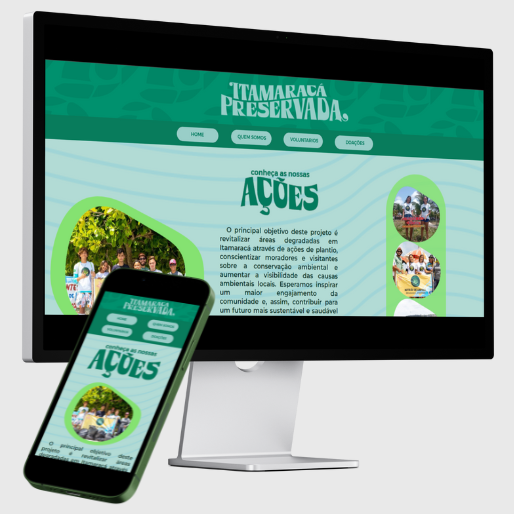 ITAMARACÁ
PRESERVADA
HOME
QUEM SOMOS
VOLUNTÁRIOS
DOAÇÕES
conheça as nossas
AÇÕES
O principal objetivo deste projeto é
revitalizar áreas degradadas em
Itamaracá através de ações de plantio,
conscientizar moradores e visitantes
sobre a conservação ambiental e
aumentar a visibilidade das causas
ambientais locais. Esperamos inspirar
um maior engajamento da
comunidade e, assim, contribuir para
um futuro mais sustentável e saudável
ITAMARACÁ
PRESERVADA
HOME
QUEM SOMOS
VOLUNTÁRIOS
DOAÇÕES
conheça as nossas
AÇÕES
O principal objetivo deste
projeto é revitalizar áreas